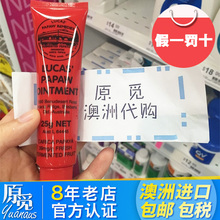 假一罚十
LUCAS'
PAPAW
OINTMENT
25g NET
原觅
澳洲代购
原觅
Yuanaus
8年老店
官方认证
澳洲进口
包邮 包税